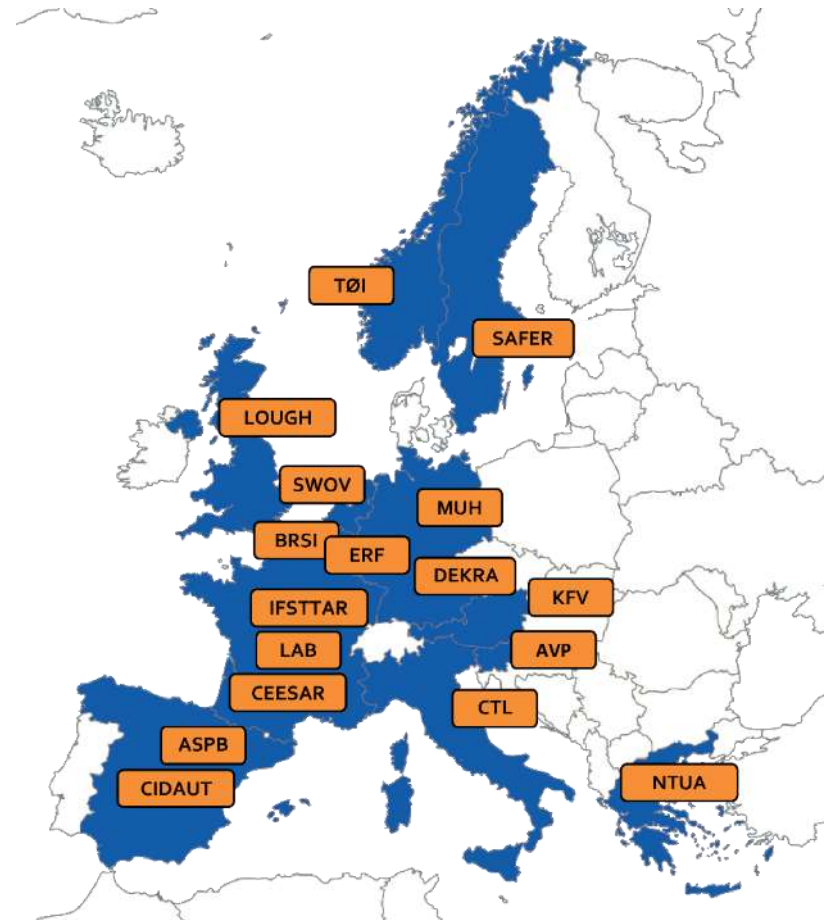 TØI
SAFER
LOUGH
SWOV
MUH
BRSI
ERF
DEKRA
KFV
IFSTTAR
LAB
AVP
CEESAR
CTL
ASPB
CIDAUT
NTUA